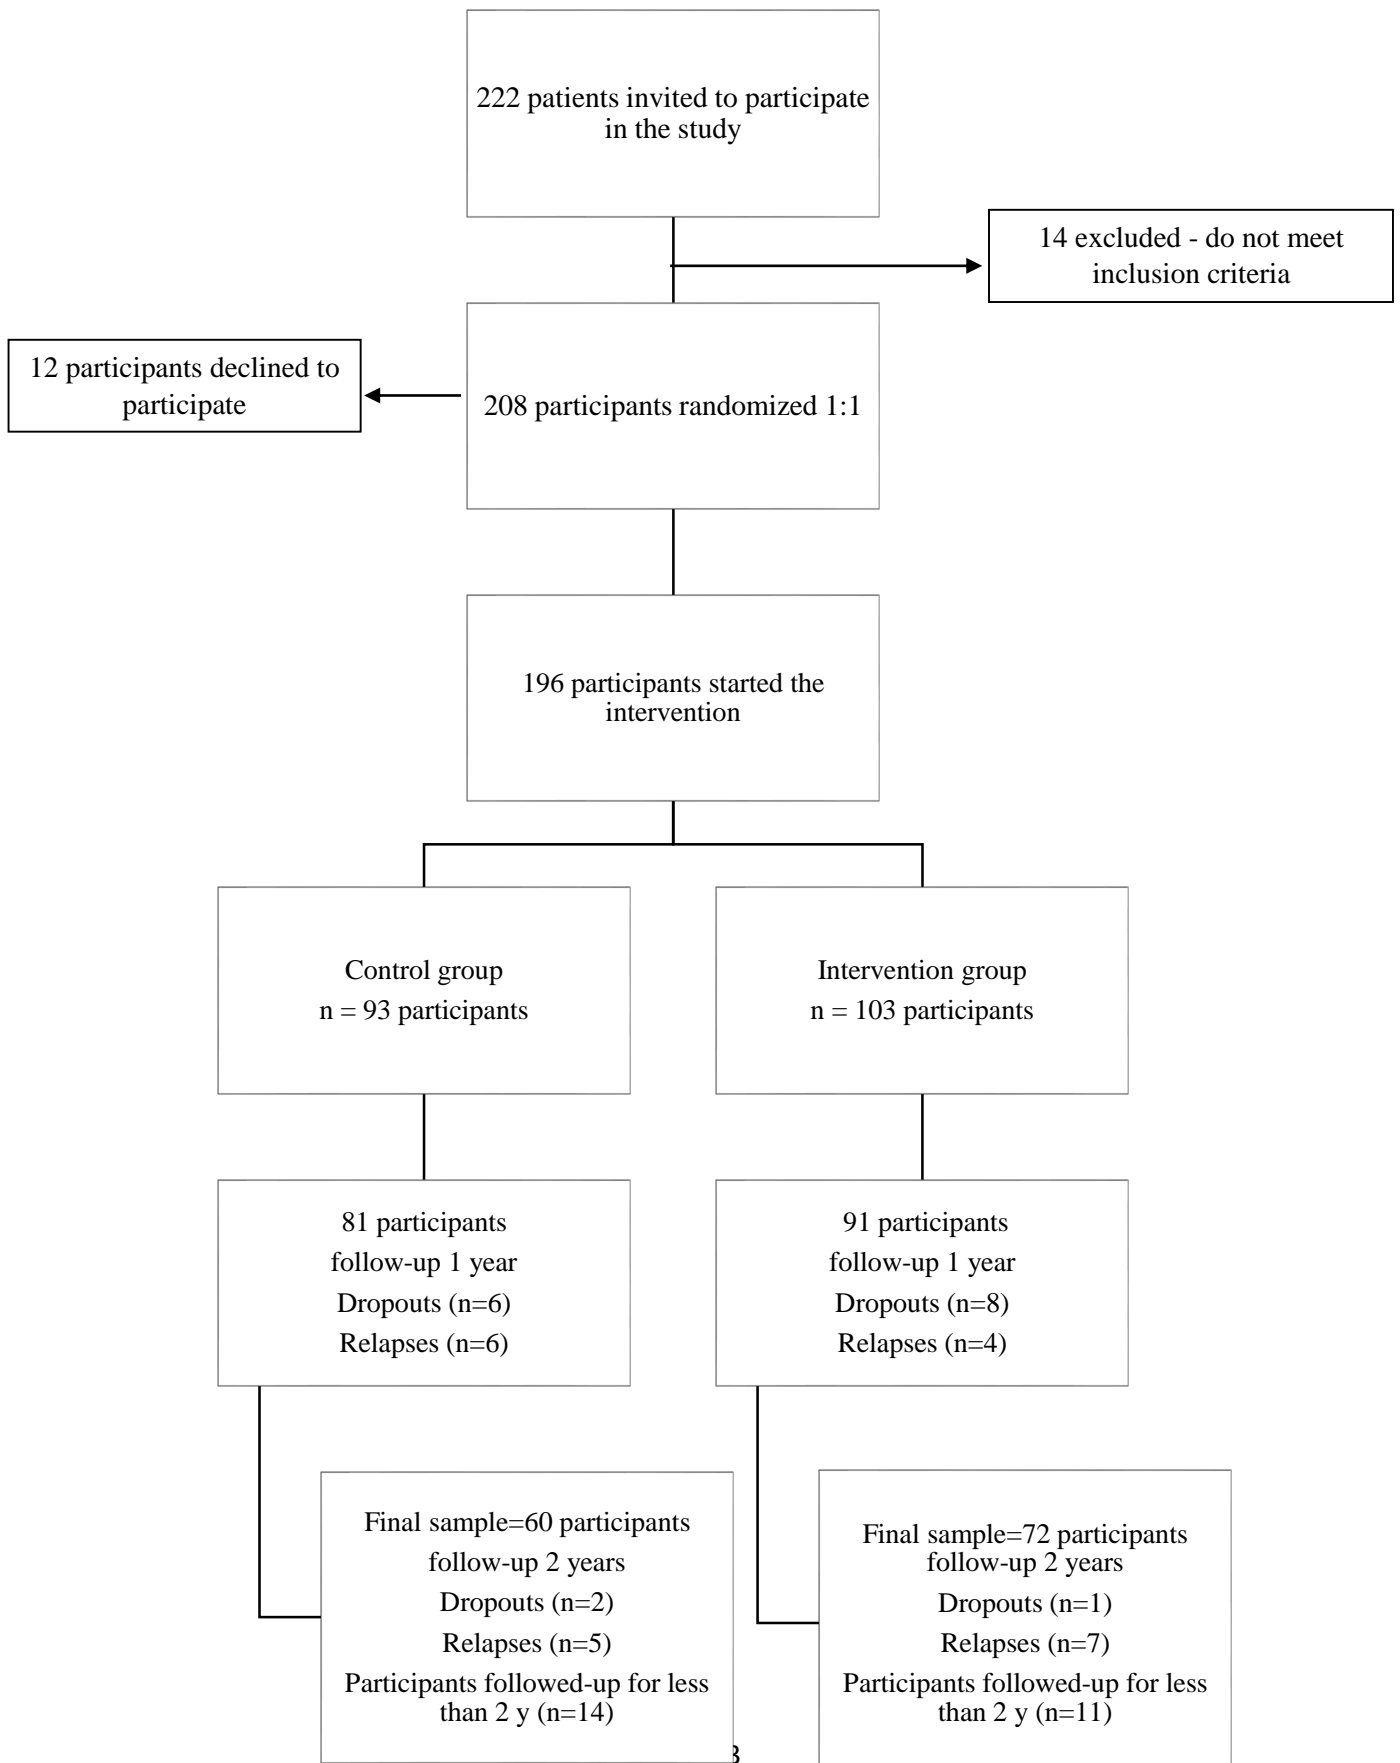 222 patients invited to participate
in the study
14 excluded - do not meet
inclusion criteria
12 participants declined to
participate
208 participants randomized 1:1
196 participants started the
intervention
Control group
n = 93 participants
Intervention group
n = 103 participants
81 participants
follow-up 1 year
Dropouts (n=6)
Relapses (n=6)
91 participants
follow-up 1 year
Dropouts (n=8)
Relapses (n=4)
Final sample=60 participants
follow-up 2 years
Dropouts (n=2)
Relapses (n=5)
Participants followed-up for less
than 2 y (n=14)
Final sample=72 participants
follow-up 2 years
Dropouts (n=1)
Relapses (n=7)
Participants followed-up for less
than 2 y (n=11)